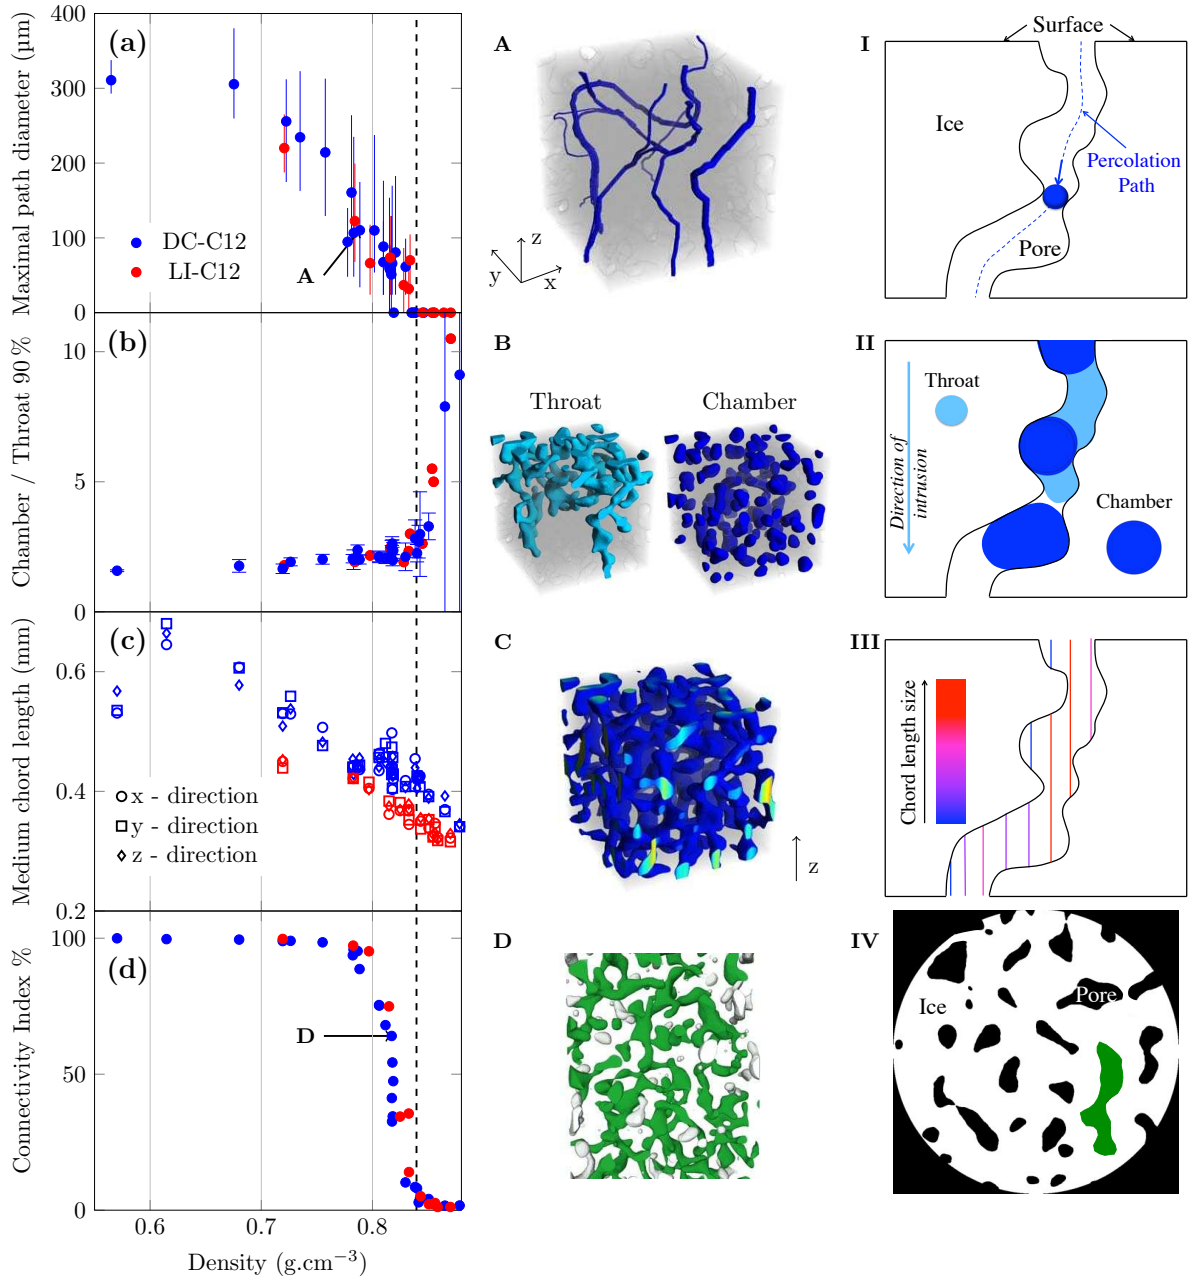 400
300
200
100
0
Maximal path diameter (µm)
(a)
DC-C12
LI-C12
A
10
5
0
Chamber / Throat 90 %
(b)
0.6
0.4
0.2
Medium chord length (mm)
(c)
x - direction
y - direction
z - direction
100
50
0
Connectivity Index %
(d)
D
0.6 0.7 0.8
Density (g.cm⁻³)
A
z
y
x
B
Throat
Chamber
C
z
D
I
Surface
Ice
Percolation
Path
Pore
II
Throat
Direction of
intrusion
Chamber
III
Chord length size
IV
Ice
Pore